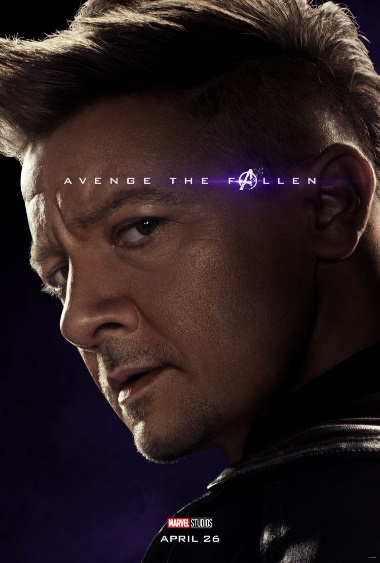 AVENGE THE FALLEN
MARVEL STUDIOS
APRIL 26